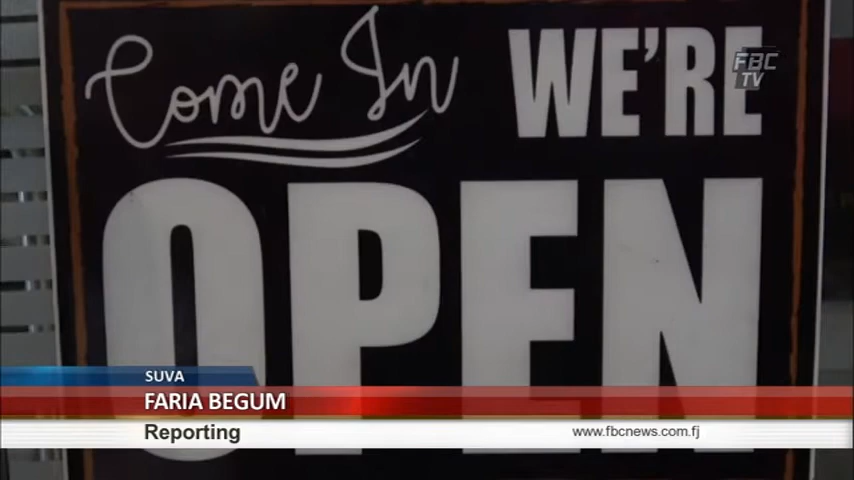 Come In WE'RE
FBC
TV
OPEN
SUVA
FARIA BEGUM
Reporting
www.fbcnews.com.fj